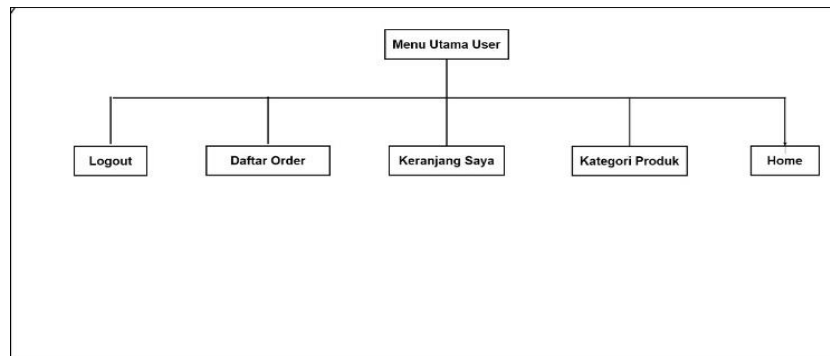 Menu Utama User
Logout
Daftar Order
Keranjang Saya
Kategori Produk
Home